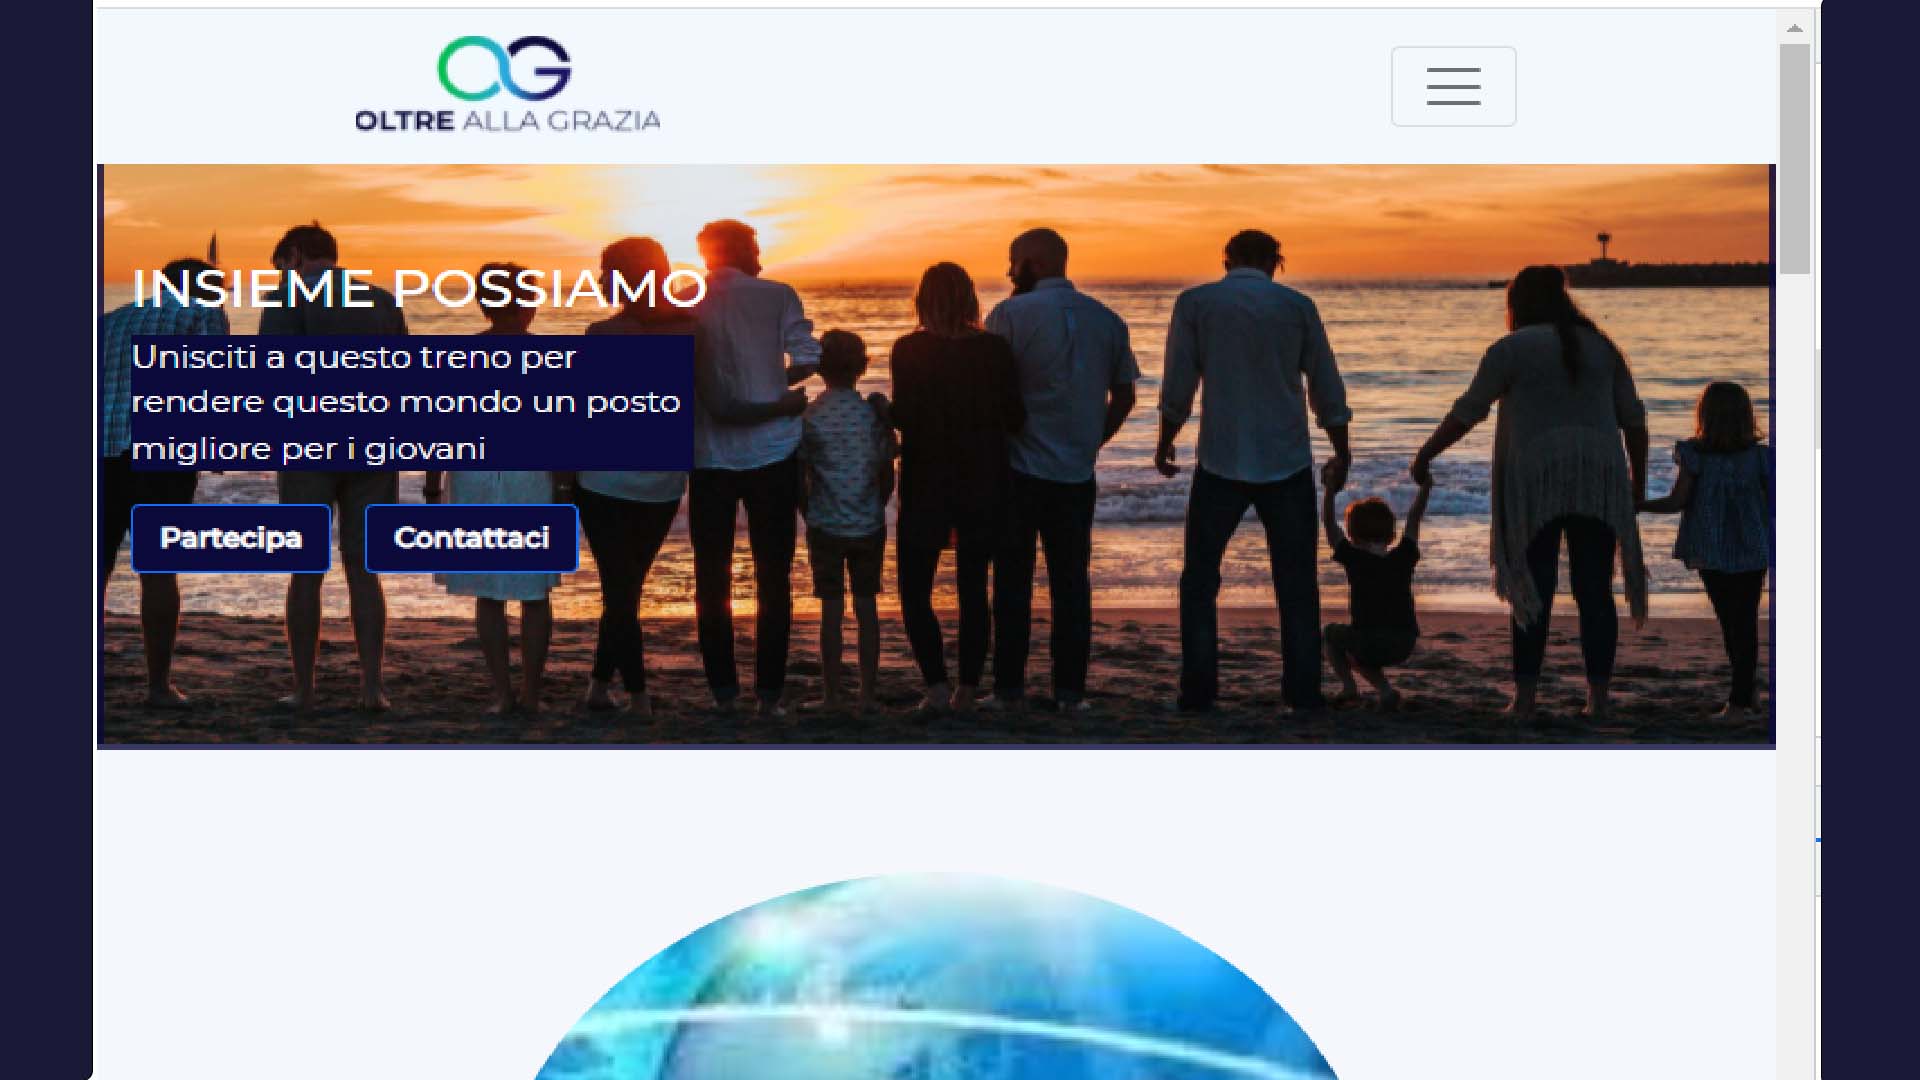 OLTRE ALLA GRAZIA
INSIEME POSSIAMO
Unisciti a questo treno per
rendere questo mondo un posto
migliore per i giovani
Partecipa Contattaci